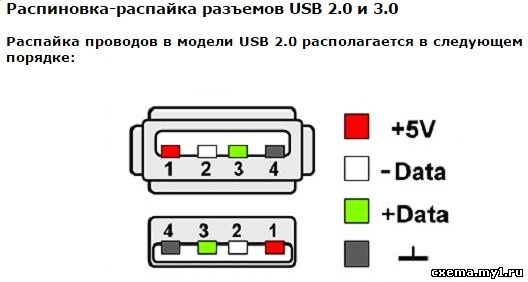 Распиновка-распайка разъемов USB 2.0 и 3.0
Распайка проводов в модели USB 2.0 располагается в следующем
порядке:
1 2 3 4
+5V
-Data
+Data
4 3 2 1
cxema.my1.ru